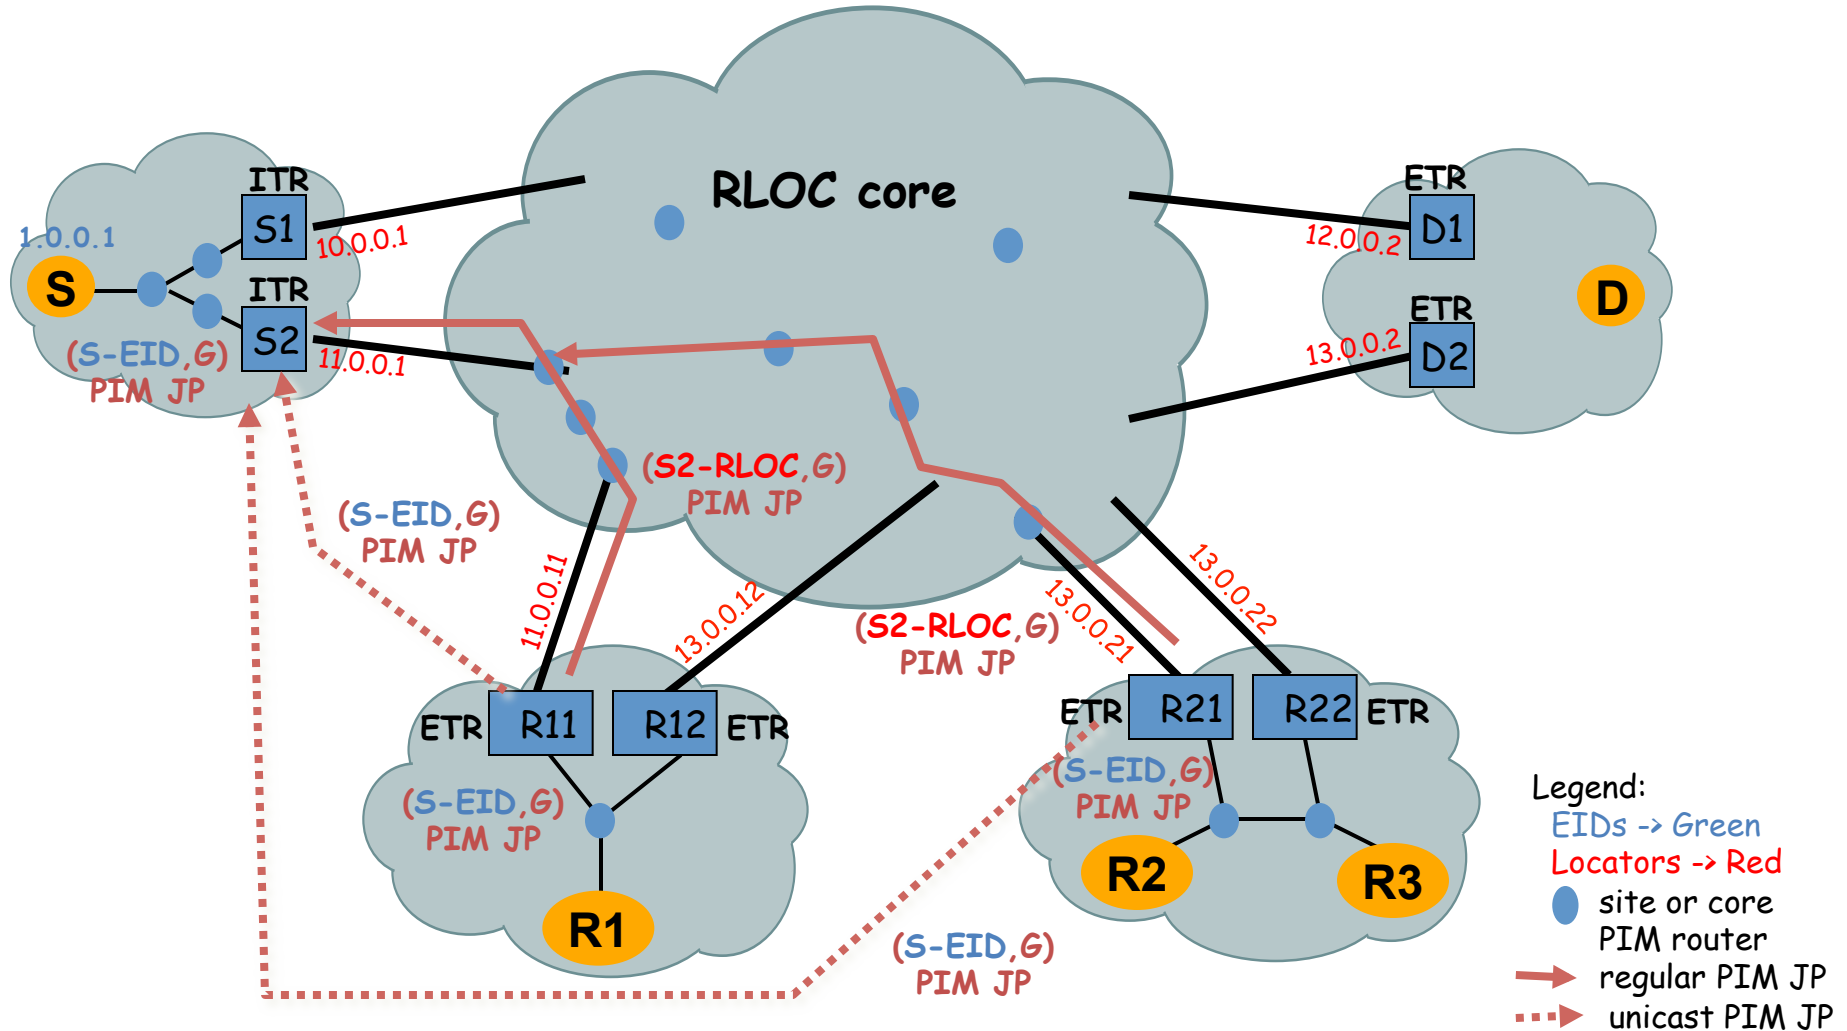 RLOC core
ITR
S1
10.0.0.1
1.0.0.1
S
ITR
S2
11.0.0.1
(S-EID,G)
PIM JP
ETR
D1
12.0.0.2
D
ETR
D2
13.0.0.2
(S2-RLOC,G)
PIM JP
(S-EID,G)
PIM JP
11.0.0.11
13.0.0.12
(S2-RLOC,G)
PIM JP
13.0.0.21
13.0.0.22
ETR
R11
R12
ETR
(S-EID,G)
PIM JP
R1
ETR
R21
R22
ETR
(S-EID,G)
PIM JP
R2
R3
(S-EID,G)
PIM JP
Legend:
EIDs -> Green
Locators -> Red
site or core
PIM router
regular PIM JP
unicast PIM JP